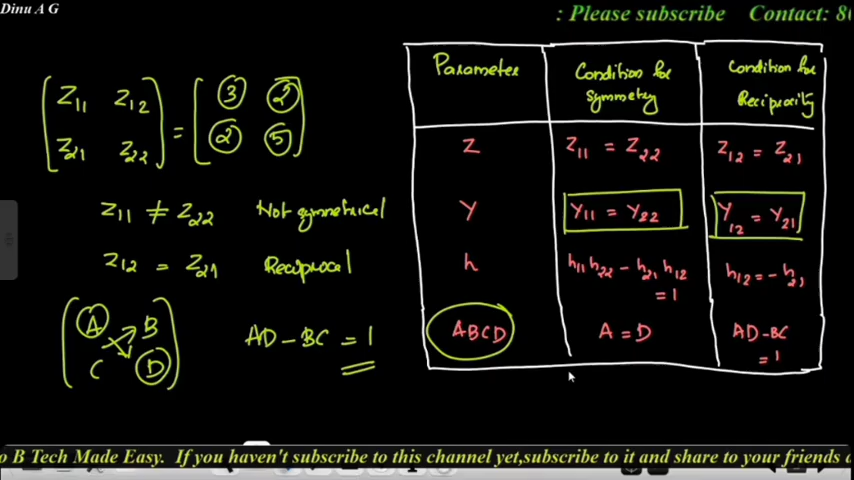 Dinu A G
: Please subscribe Contact: 8
Z11 Z12
Z21 Z22
=
3 2
2 5
Z11 ≠ Z22 Not symmetrical
Z12 = Z21 Reciprocal
A B
C D
AD - BC = 1
Parameter Condition for Symmetry Condition for Reciprocity
Z Z11 = Z22 Z12 = Z21
Y Y11 = Y22 Y12 = Y21
h h11 h22 - h21 h12 = 1 h12 = - h21
ABCD A = D AD - BC = 1
o B Tech Made Easy. If you haven't subscribe to this channel yet,subscribe to it and share to your friends